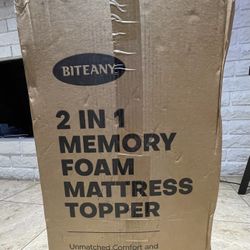 BITEANY
2 IN 1
MEMORY
FOAM
MATTRESS
TOPPER
Unmatched Comfort and